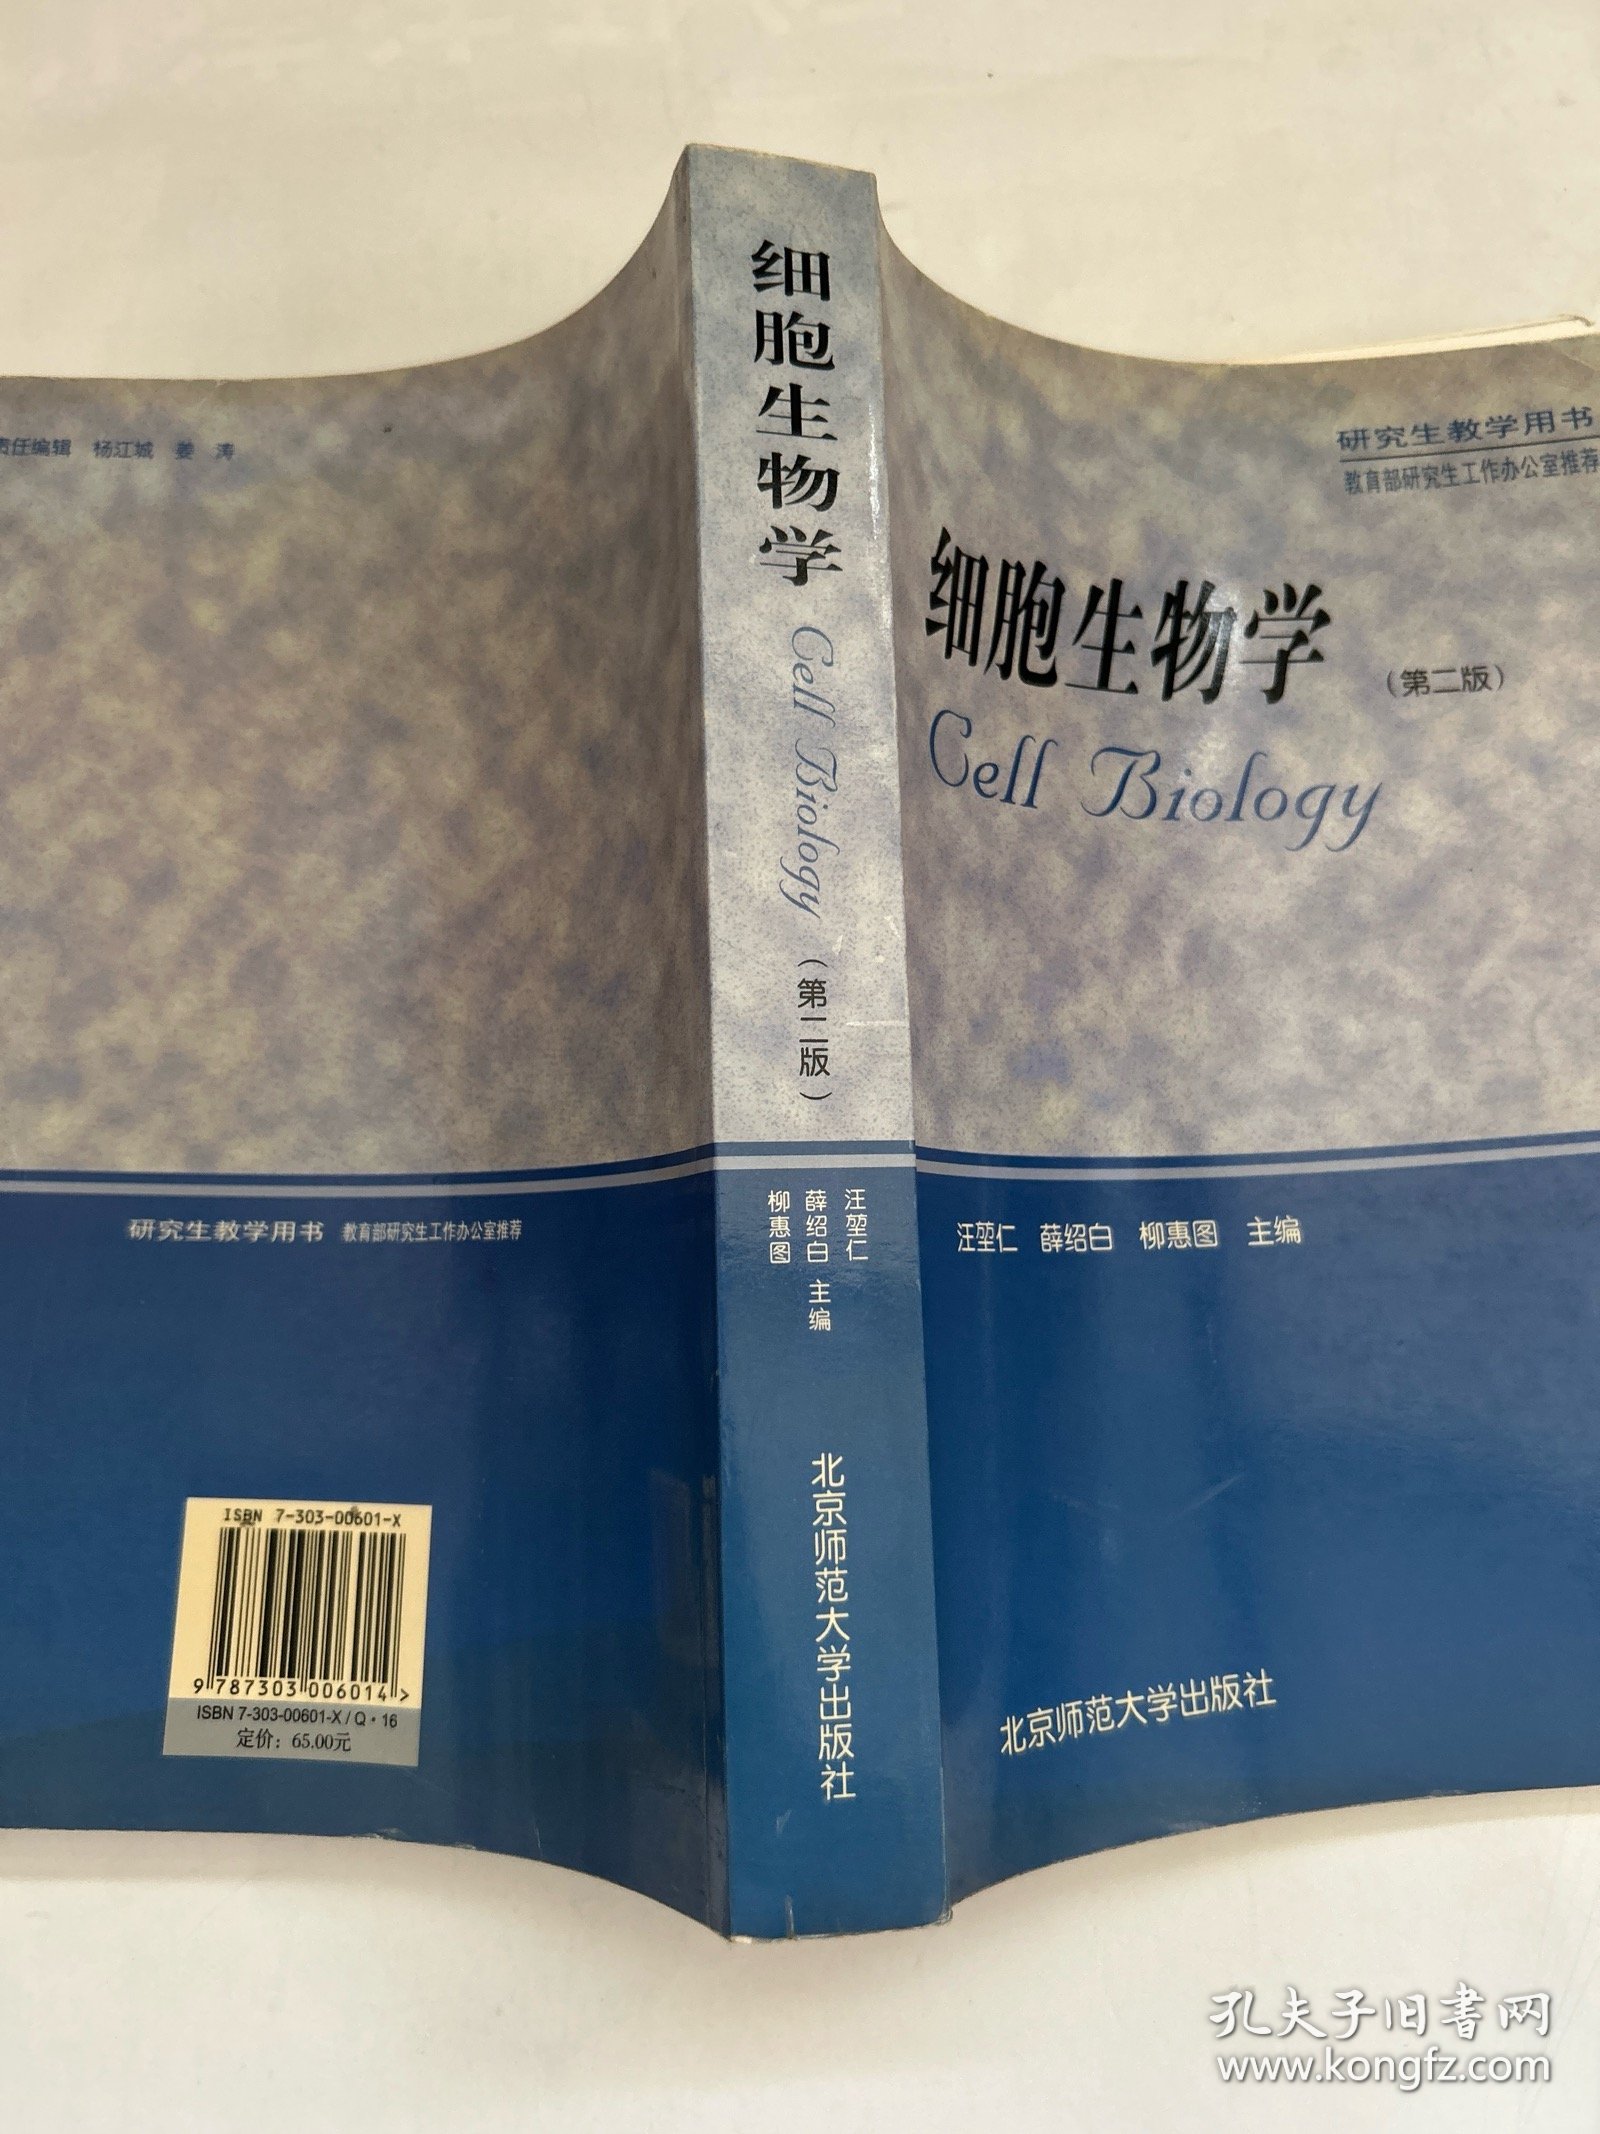 责任编辑 杨江城 姜 涛
研究生教学用书 教育部研究生工作办公室推荐
ISBN 7-303-00601-X
9 787303 006014 >
ISBN 7-303-00601-X / Q · 16
定价：65.00元
细胞生物学
Cell Biology
（第二版）
汪堃仁
薛绍白 主编
柳惠图
北京师范大学出版社
研究生教学用书
教育部研究生工作办公室推荐
细胞生物学 （第二版）
Cell Biology
汪堃仁 薛绍白 柳惠图 主编
北京师范大学出版社
孔夫子旧书网
www.kongfz.com